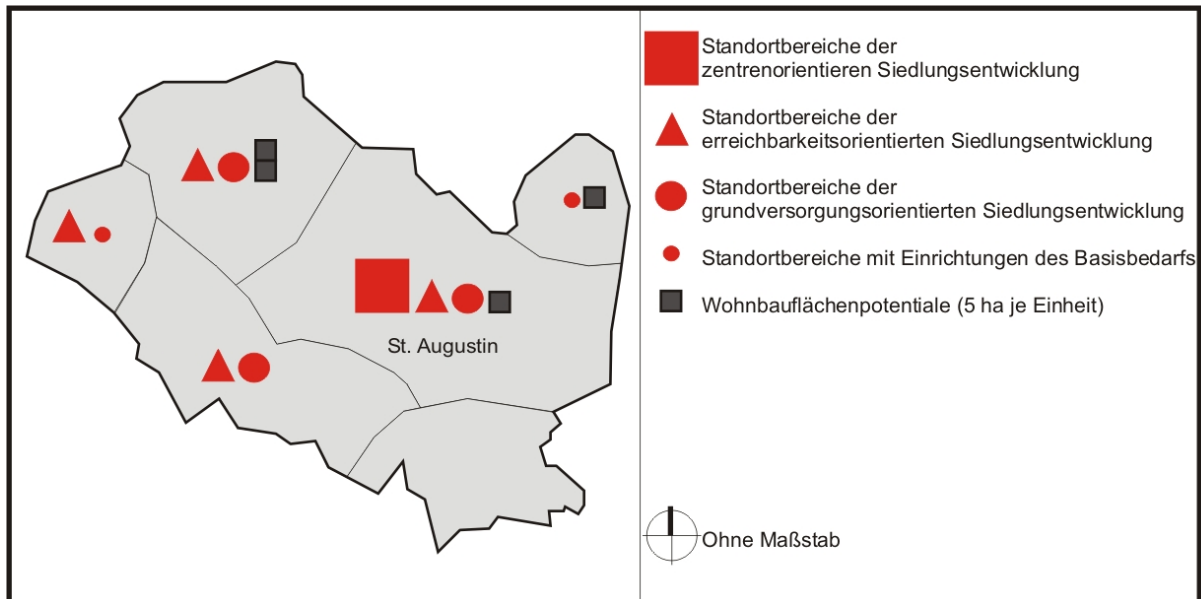 St. Augustin
Standortbereiche der
zentrenorientieren Siedlungsentwicklung
Standortbereiche der
erreichbarkeitsorientierten Siedlungsentwicklung
Standortbereiche der
grundversorgungsorientierten Siedlungsentwicklung
Standortbereiche mit Einrichtungen des Basisbedarfs
Wohnbauflächenpotentiale (5 ha je Einheit)
Ohne Maßstab